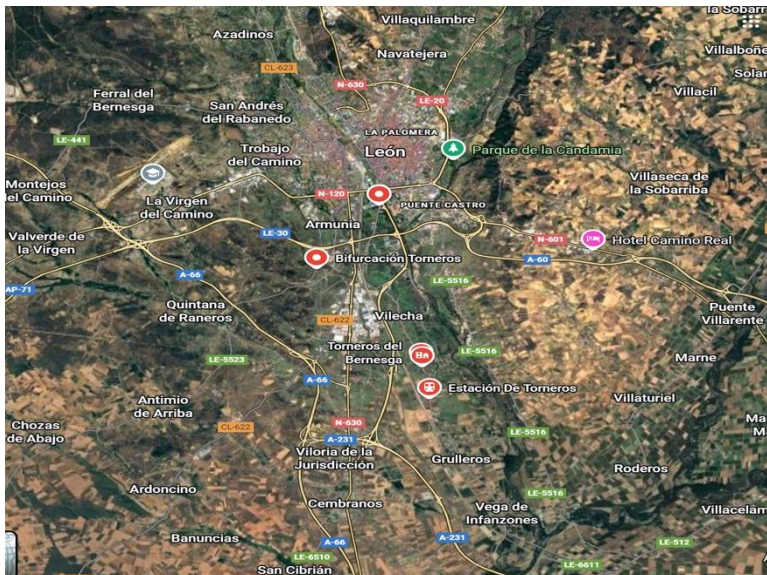 la Sobarri
Villaquilambre
Azadinos
Navatejera
Villalboñe
CL-623
Solar
N-630
Villacil
Ferral del
Bernesga
San Andrés
del Rabanedo
LE-20
LE-441
LA PALOMERA
Trobajo
del Camino
León
Parque de la Candamia
Montejos
del Camino
La Virgen
del Camino
N-120
Villaseca de
la Sobarriba
PUENTE CASTRO
Armunia
Valverde de
la Virgen
LE-30
N-601
Hotel Camino Real
Bifurcación Torneros
A-60
A-66
LE-5516
AP-71
Quintana
de Raneros
CL-622
Vilecha
Puente
Villarente
Torneros del
Bernesga
LE-5516
LE-5523
Marne
A-66
Estación De Torneros
Antimio
de Arriba
Villaturiel
Chozas
de Abajo
CL-622
N-630
A-231
LE-5516
Ma
M
Viloria de la
Jurisdicción
Grulleros
Roderos
Ardoncino
LE-5516
Cembranos
Vega de
Infanzones
Villacelam
Banuncias
A-66
A-231
LE-512
LE-6510
San Cibrián
LE-6611